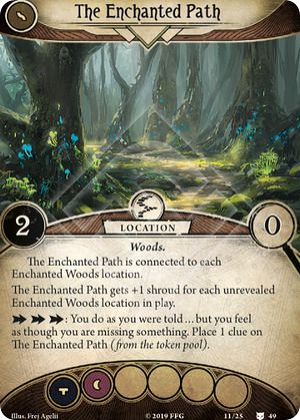 The Enchanted Path
2
LOCATION
0
Woods.
The Enchanted Path is connected to each
Enchanted Woods location.
The Enchanted Path gets +1 shroud for each unrevealed
Enchanted Woods location in play.
: You do as you were told…but you feel
as though you are missing something. Place 1 clue on
The Enchanted Path (from the token pool).
Illus. Frej Agelii
© 2019 FFG
11/25
49